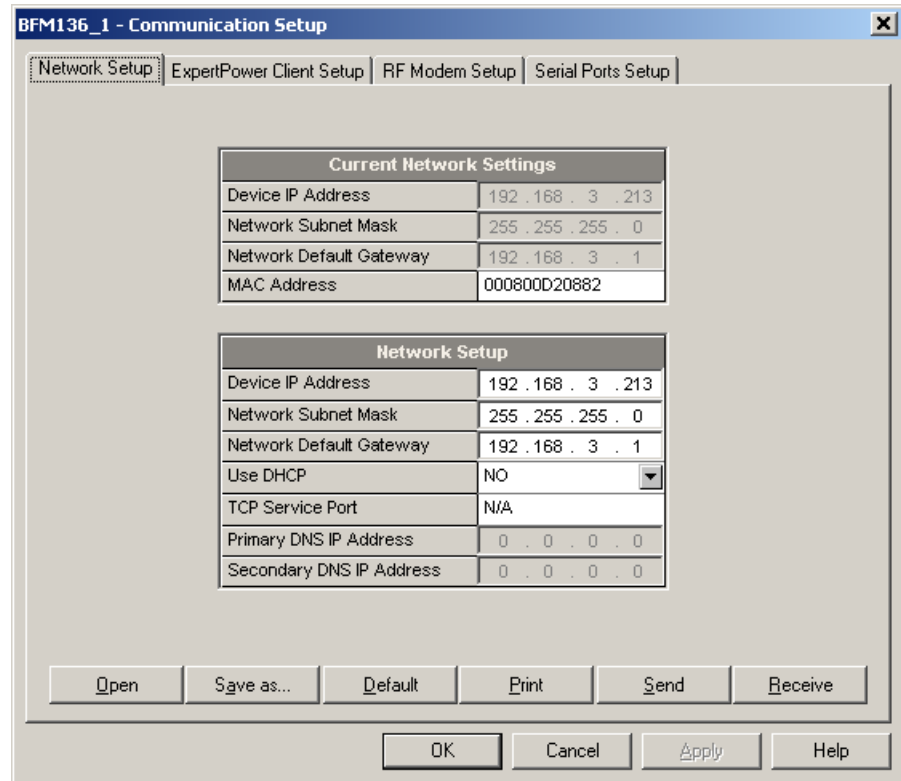 BFM136_1 - Communication Setup
Network Setup ExpertPower Client Setup RF Modem Setup Serial Ports Setup
Current Network Settings
Device IP Address 192 . 168 . 3 . 213
Network Subnet Mask 255 . 255 . 255 . 0
Network Default Gateway 192 . 168 . 3 . 1
MAC Address 000800D20882
Network Setup
Device IP Address 192 . 168 . 3 . 213
Network Subnet Mask 255 . 255 . 255 . 0
Network Default Gateway 192 . 168 . 3 . 1
Use DHCP NO
TCP Service Port N/A
Primary DNS IP Address 0 . 0 . 0 . 0
Secondary DNS IP Address 0 . 0 . 0 . 0
Open Save as... Default Print Send Receive
OK Cancel Apply Help